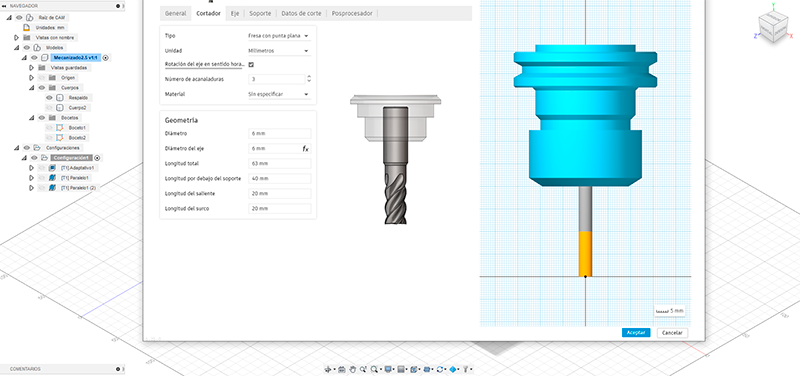 NAVEGADOR
Raíz de CAM
Unidades: mm
Vistas con nombre
Modelos
Mecanizado2.5 v1:1
Vistas guardadas
Origen
Cuerpos
Respaldo
Cuerpo2
Bocetos
Boceto1
Boceto2
Configuraciones
Configuración1
[T1] Adaptativo1
[T1] Paralelo1
[T1] Paralelo1 (2)
COMENTARIOS
General Cortador Eje Soporte Datos de corte Posprocesador
Tipo Fresa con punta plana
Unidad Milímetros
Rotación del eje en sentido hora...
Número de acanaladuras 3
Material Sin especificar
Geometría
Diámetro 6 mm
Diámetro del eje 6 mm fx
Longitud total 63 mm
Longitud por debajo del soporte 40 mm
Longitud del saliente 20 mm
Longitud del surco 20 mm
5 mm
Aceptar Cancelar
Z X Y